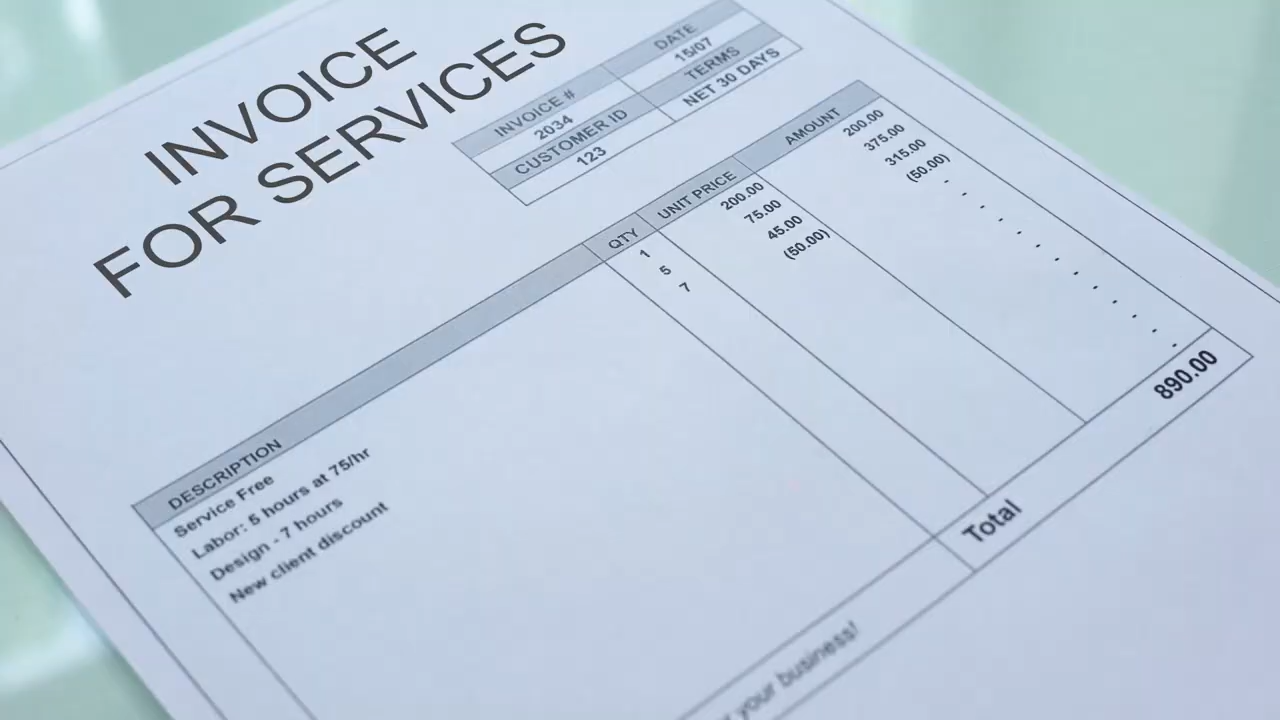 INVOICE
FOR SERVICES
INVOICE # DATE
2034 15/07
CUSTOMER ID TERMS
123 NET 30 DAYS
DESCRIPTION QTY UNIT PRICE AMOUNT
Service Free 1 200.00 200.00
Labor: 5 hours at 75/hr 5 75.00 375.00
Design - 7 hours 7 45.00 315.00
New client discount (50.00) (50.00)
Total 890.00
your business!